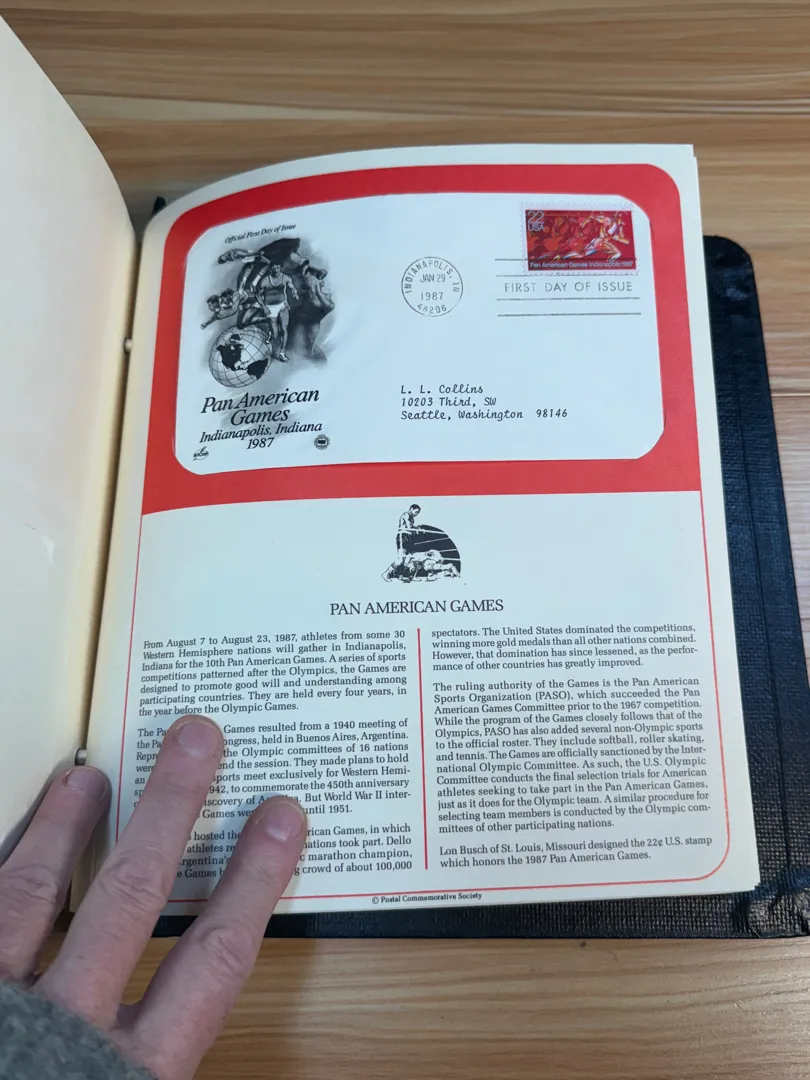 Official First Day of Issue
22
USA
Pan American Games Indianapolis 1987
INDIANAPOLIS, IN
JAN 29
1987
46206
FIRST DAY OF ISSUE
Pan American
Games
Indianapolis, Indiana
1987
L. L. Collins
10203 Third, SW
Seattle, Washington 98146
PAN AMERICAN GAMES
From August 7 to August 23, 1987, athletes from some 30
Western Hemisphere nations will gather in Indianapolis,
Indiana for the 10th Pan American Games. A series of sports
competitions patterned after the Olympics, the Games are
designed to promote good will and understanding among
participating countries. They are held every four years, in
the year before the Olympic Games.
The Games resulted from a 1940 meeting of
the held in Buenos Aires, Argentina.
the Olympic committees of 16 nations
were the session. They made plans to hold
an meet exclusively for Western Hemi-
to commemorate the 450th anniversary
of But World War II inter-
Games until 1951.
hosted the Games, in which
athletes nations took part. Dello
marathon champion,
Games crowd of about 100,000
spectators. The United States dominated the competitions,
winning more gold medals than all other nations combined.
However, that domination has since lessened, as the perfor-
mance of other countries has greatly improved.
The ruling authority of the Games is the Pan American
Sports Organization (PASO), which succeeded the Pan
American Games Committee prior to the 1967 competition.
While the program of the Games closely follows that of the
Olympics, PASO has also added several non-Olympic sports
to the official roster. They include softball, roller skating,
and tennis. The Games are officially sanctioned by the Inter-
national Olympic Committee. As such, the U.S. Olympic
Committee conducts the final selection trials for American
athletes seeking to take part in the Pan American Games,
just as it does for the Olympic team. A similar procedure for
selecting team members is conducted by the Olympic com-
mittees of other participating nations.
Lon Busch of St. Louis, Missouri designed the 22¢ U.S. stamp
which honors the 1987 Pan American Games.
© Postal Commemorative Society